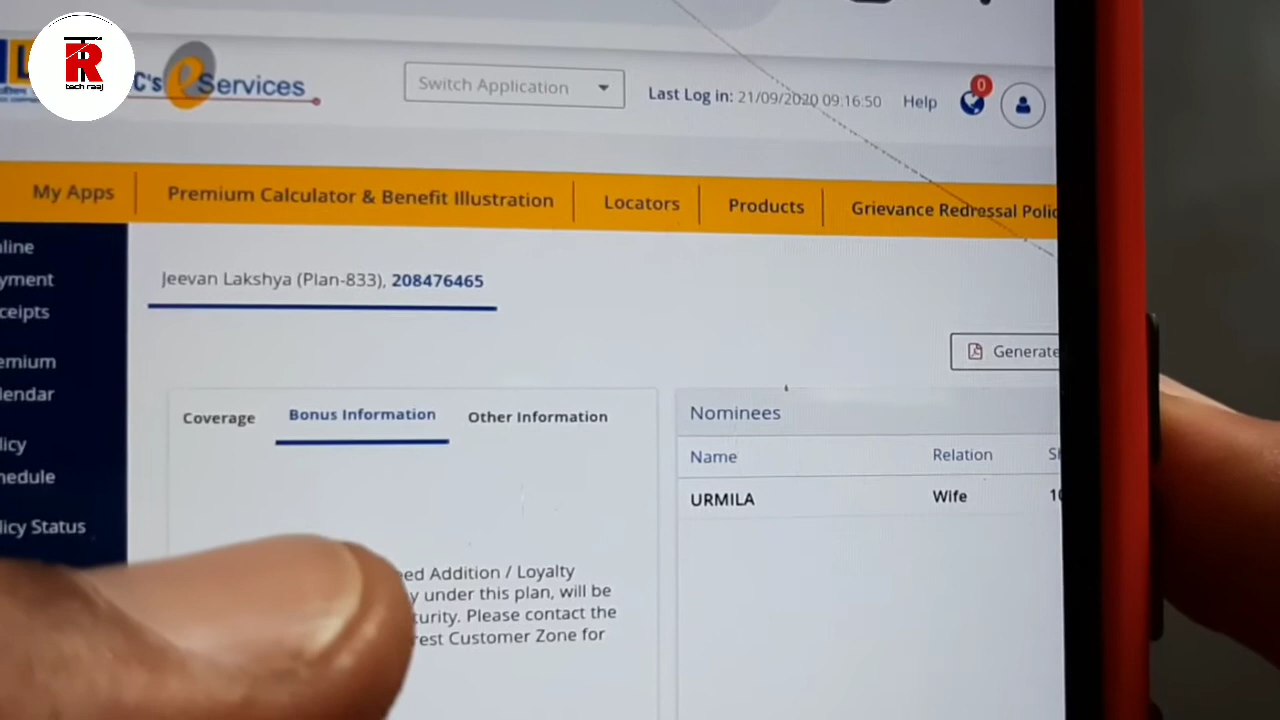 TR
tech raaj
C's eServices
Switch Application
Last Log in: 21/09/2020 09:16:50
Help
0
My Apps
Premium Calculator & Benefit Illustration
Locators
Products
Grievance Redressal Polic
line
yment
ceipts
emium
lendar
licy
hedule
licy Status
Jeevan Lakshya (Plan-833), 208476465
Generate
Coverage
Bonus Information
Other Information
ed Addition / Loyalty
y under this plan, will be
turity. Please contact the
rest Customer Zone for
Nominees
Name
Relation
URMILA
Wife
10